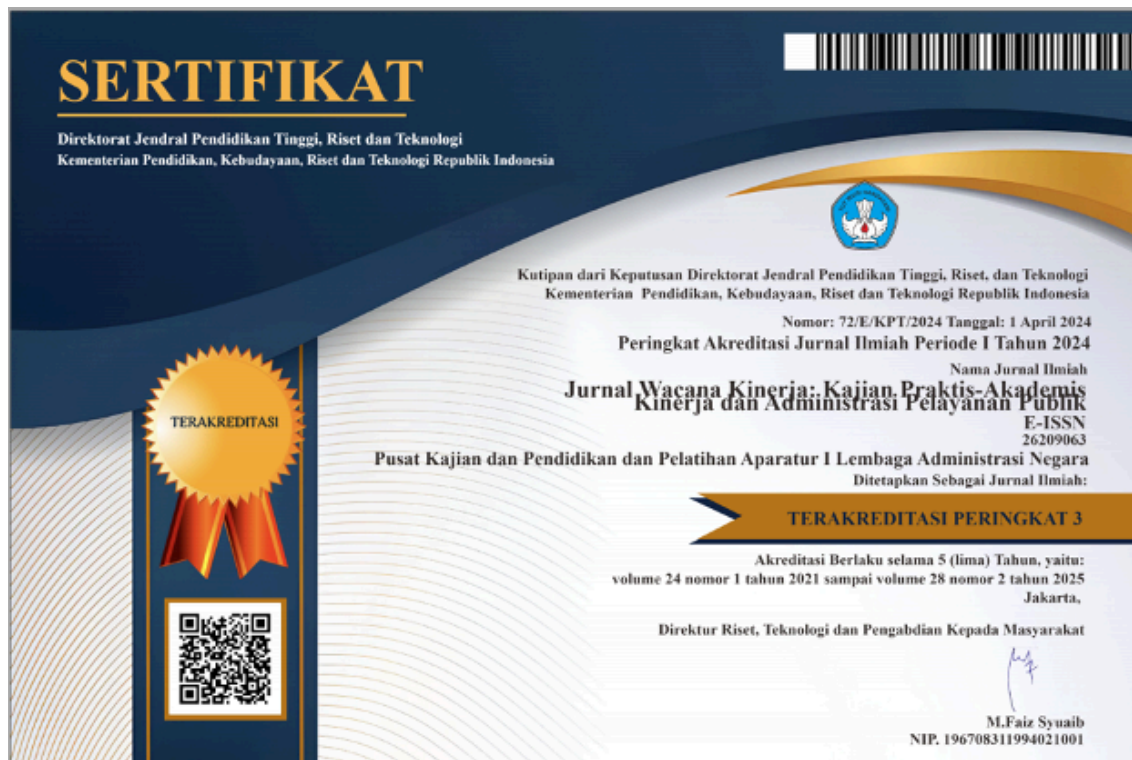 SERTIFIKAT
Direktorat Jendral Pendidikan Tinggi, Riset dan Teknologi
Kementerian Pendidikan, Kebudayaan, Riset dan Teknologi Republik Indonesia
Kutipan dari Keputusan Direktorat Jendral Pendidikan Tinggi, Riset, dan Teknologi
Kementerian Pendidikan, Kebudayaan, Riset dan Teknologi Republik Indonesia
Nomor: 72/E/KPT/2024 Tanggal: 1 April 2024
Peringkat Akreditasi Jurnal Ilmiah Periode I Tahun 2024
Nama Jurnal Ilmiah
Jurnal Wacana Kinerja: Kajian Praktis-Akademis
Kinerja dan Administrasi Pelayanan Publik
E-ISSN
26209063
Pusat Kajian dan Pendidikan dan Pelatihan Aparatur I Lembaga Administrasi Negara
Ditetapkan Sebagai Jurnal Ilmiah:
TERAKREDITASI PERINGKAT 3
TERAKREDITASI
Akreditasi Berlaku selama 5 (lima) Tahun, yaitu:
volume 24 nomor 1 tahun 2021 sampai volume 28 nomor 2 tahun 2025
Jakarta,
Direktur Riset, Teknologi dan Pengabdian Kepada Masyarakat
M.Faiz Syuaib
NIP. 196708311994021001